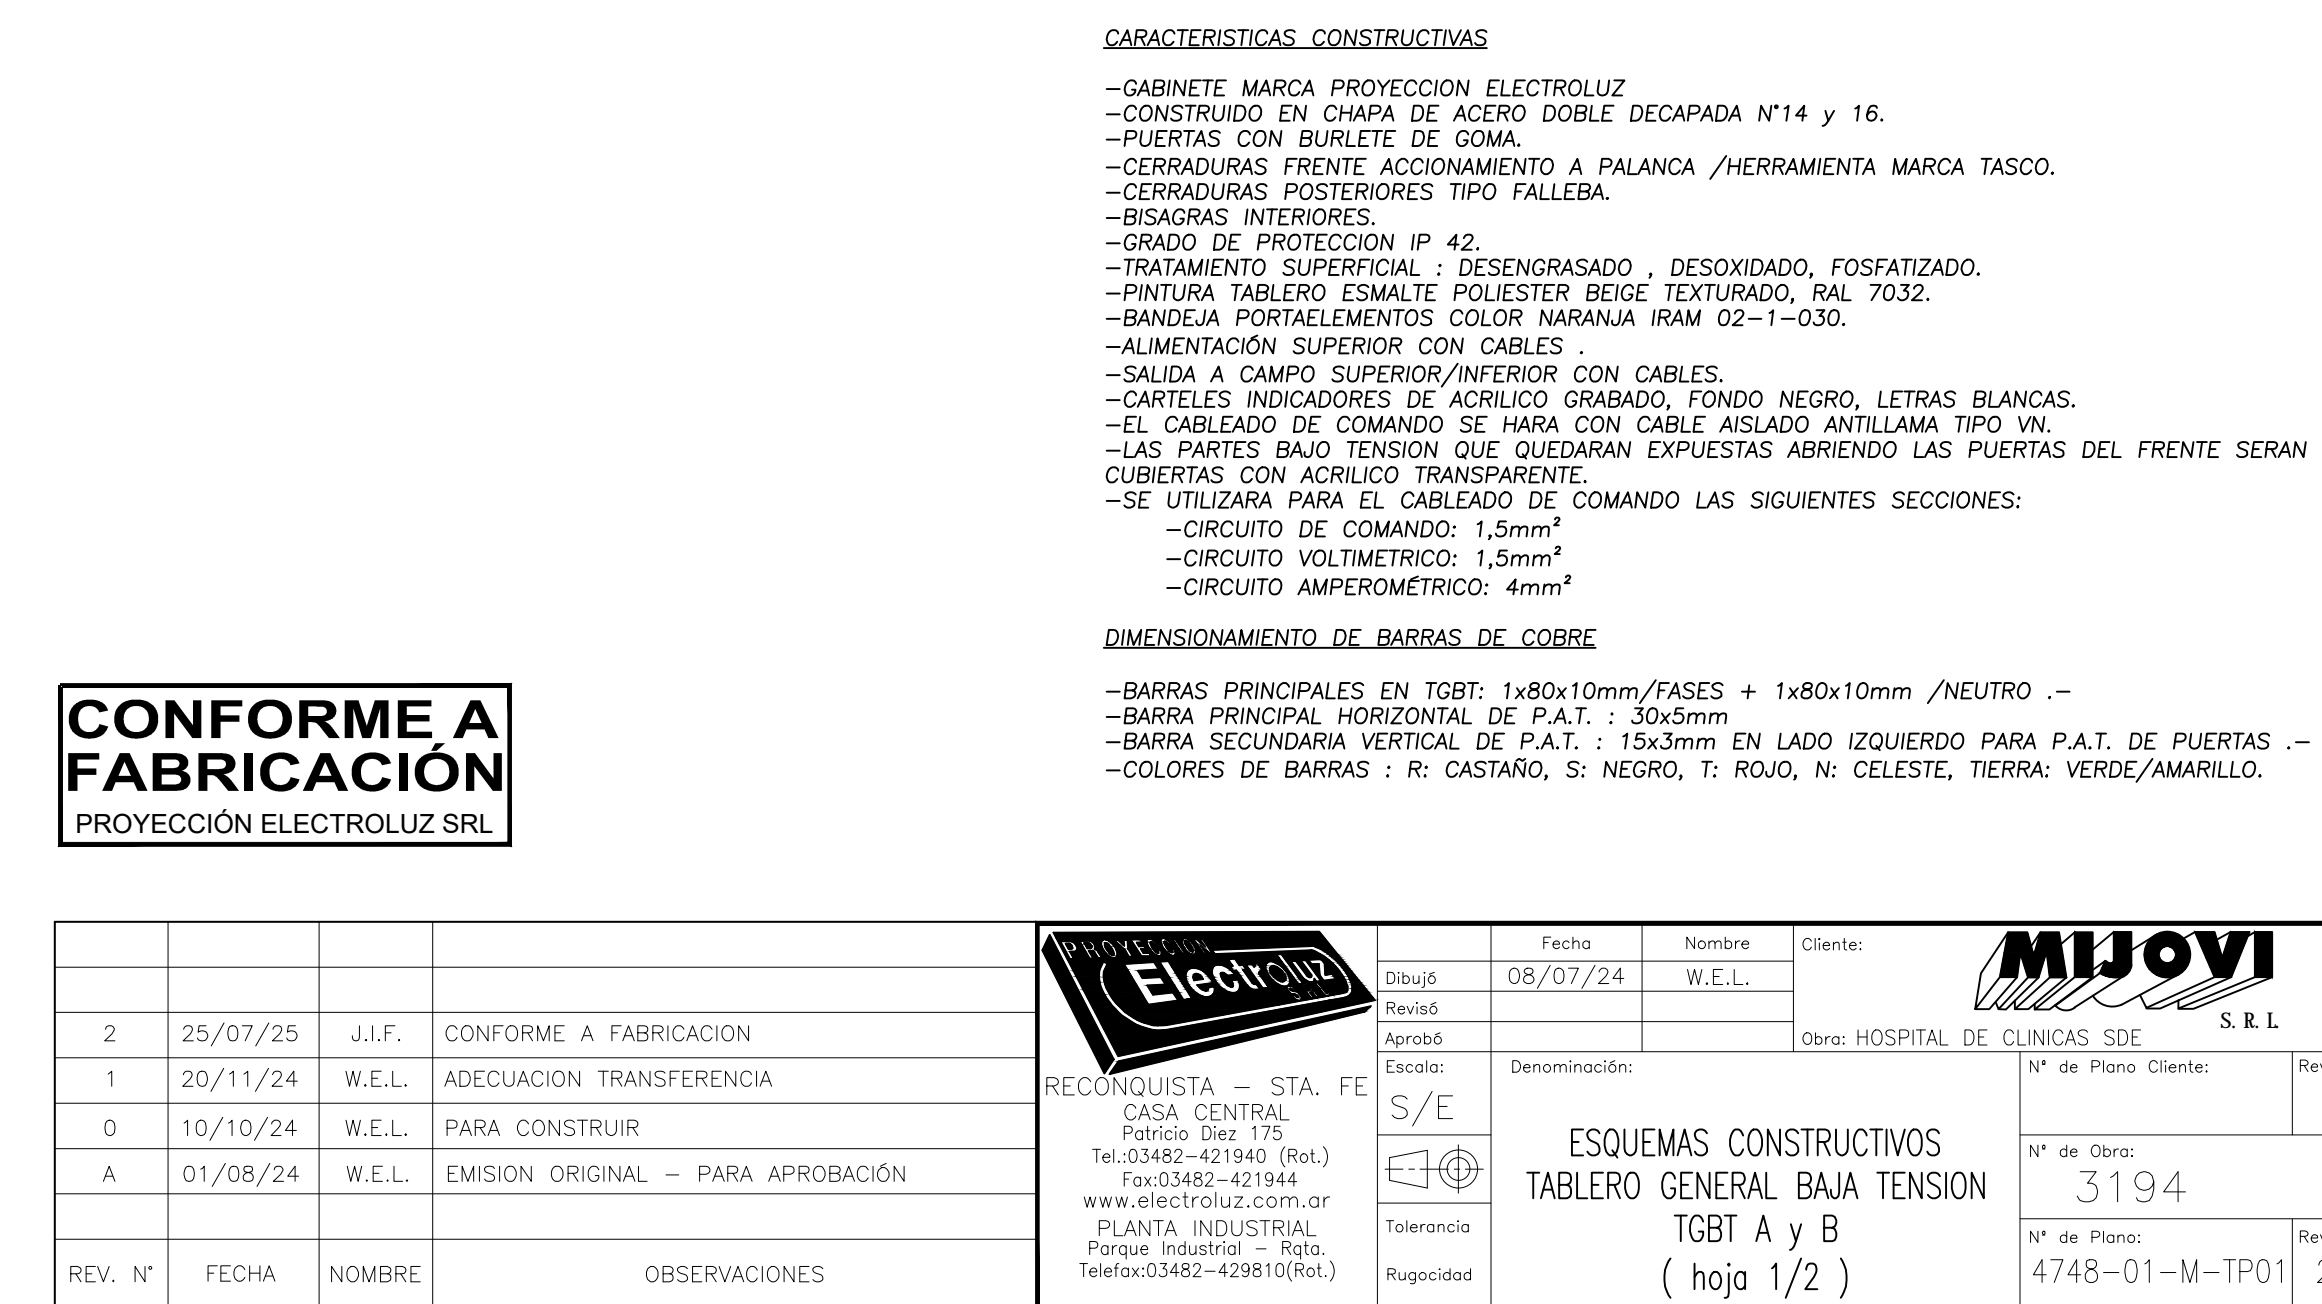 CARACTERISTICAS CONSTRUCTIVAS
-GABINETE MARCA PROYECCION ELECTROLUZ
-CONSTRUIDO EN CHAPA DE ACERO DOBLE DECAPADA N°14 y 16.
-PUERTAS CON BURLETE DE GOMA.
-CERRADURAS FRENTE ACCIONAMIENTO A PALANCA /HERRAMIENTA MARCA TASCO.
-CERRADURAS POSTERIORES TIPO FALLEBA.
-BISAGRAS INTERIORES.
-GRADO DE PROTECCION IP 42.
-TRATAMIENTO SUPERFICIAL : DESENGRASADO , DESOXIDADO, FOSFATIZADO.
-PINTURA TABLERO ESMALTE POLIESTER BEIGE TEXTURADO, RAL 7032.
-BANDEJA PORTAELEMENTOS COLOR NARANJA IRAM 02-1-030.
-ALIMENTACIÓN SUPERIOR CON CABLES .
-SALIDA A CAMPO SUPERIOR/INFERIOR CON CABLES.
-CARTELES INDICADORES DE ACRILICO GRABADO, FONDO NEGRO, LETRAS BLANCAS.
-EL CABLEADO DE COMANDO SE HARA CON CABLE AISLADO ANTILLAMA TIPO VN.
-LAS PARTES BAJO TENSION QUE QUEDARAN EXPUESTAS ABRIENDO LAS PUERTAS DEL FRENTE SERAN
CUBIERTAS CON ACRILICO TRANSPARENTE.
-SE UTILIZARA PARA EL CABLEADO DE COMANDO LAS SIGUIENTES SECCIONES:
-CIRCUITO DE COMANDO: 1,5mm²
-CIRCUITO VOLTIMETRICO: 1,5mm²
-CIRCUITO AMPEROMÉTRICO: 4mm²
DIMENSIONAMIENTO DE BARRAS DE COBRE
-BARRAS PRINCIPALES EN TGBT: 1x80x10mm/FASES + 1x80x10mm /NEUTRO .-
-BARRA PRINCIPAL HORIZONTAL DE P.A.T. : 30x5mm
-BARRA SECUNDARIA VERTICAL DE P.A.T. : 15x3mm EN LADO IZQUIERDO PARA P.A.T. DE PUERTAS .-
-COLORES DE BARRAS : R: CASTAÑO, S: NEGRO, T: ROJO, N: CELESTE, TIERRA: VERDE/AMARILLO.
CONFORME A
FABRICACIÓN
PROYECCIÓN ELECTROLUZ SRL
2 25/07/25 J.I.F. CONFORME A FABRICACION
1 20/11/24 W.E.L. ADECUACION TRANSFERENCIA
0 10/10/24 W.E.L. PARA CONSTRUIR
A 01/08/24 W.E.L. EMISION ORIGINAL - PARA APROBACIÓN
REV. N° FECHA NOMBRE OBSERVACIONES
PROYECCION
Electroluz
SRL
RECONQUISTA - STA. FE
CASA CENTRAL
Patricio Diez 175
Tel.:03482-421940 (Rot.)
Fax:03482-421944
www.electroluz.com.ar
PLANTA INDUSTRIAL
Parque Industrial - Rqta.
Telefax:03482-429810(Rot.)
Fecha Nombre
Dibujó 08/07/24 W.E.L.
Revisó
Aprobó
Cliente:
MIJOVI
S. R. L
Obra: HOSPITAL DE CLINICAS SDE
Escala:
S/E
Tolerancia
Rugocidad
Denominación:
ESQUEMAS CONSTRUCTIVOS
TABLERO GENERAL BAJA TENSION
TGBT A y B
( hoja 1/2 )
N° de Plano Cliente:
N° de Obra:
3194
N° de Plano:
4748-01-M-TP01